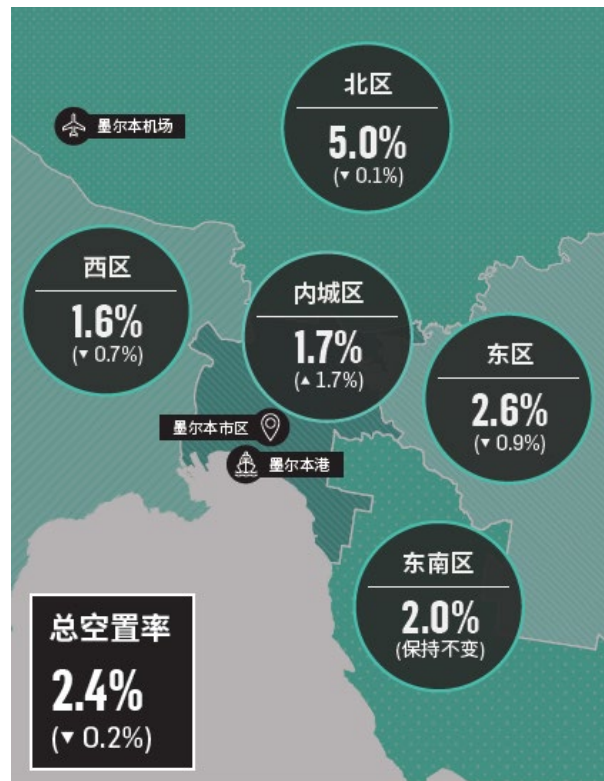 北区
5.0%
(▼ 0.1%)
墨尔本机场
西区
1.6%
(▼ 0.7%)
内城区
1.7%
(▲ 1.7%)
东区
2.6%
(▼ 0.9%)
墨尔本市区
墨尔本港
东南区
2.0%
(保持不变)
总空置率
2.4%
(▼ 0.2%)